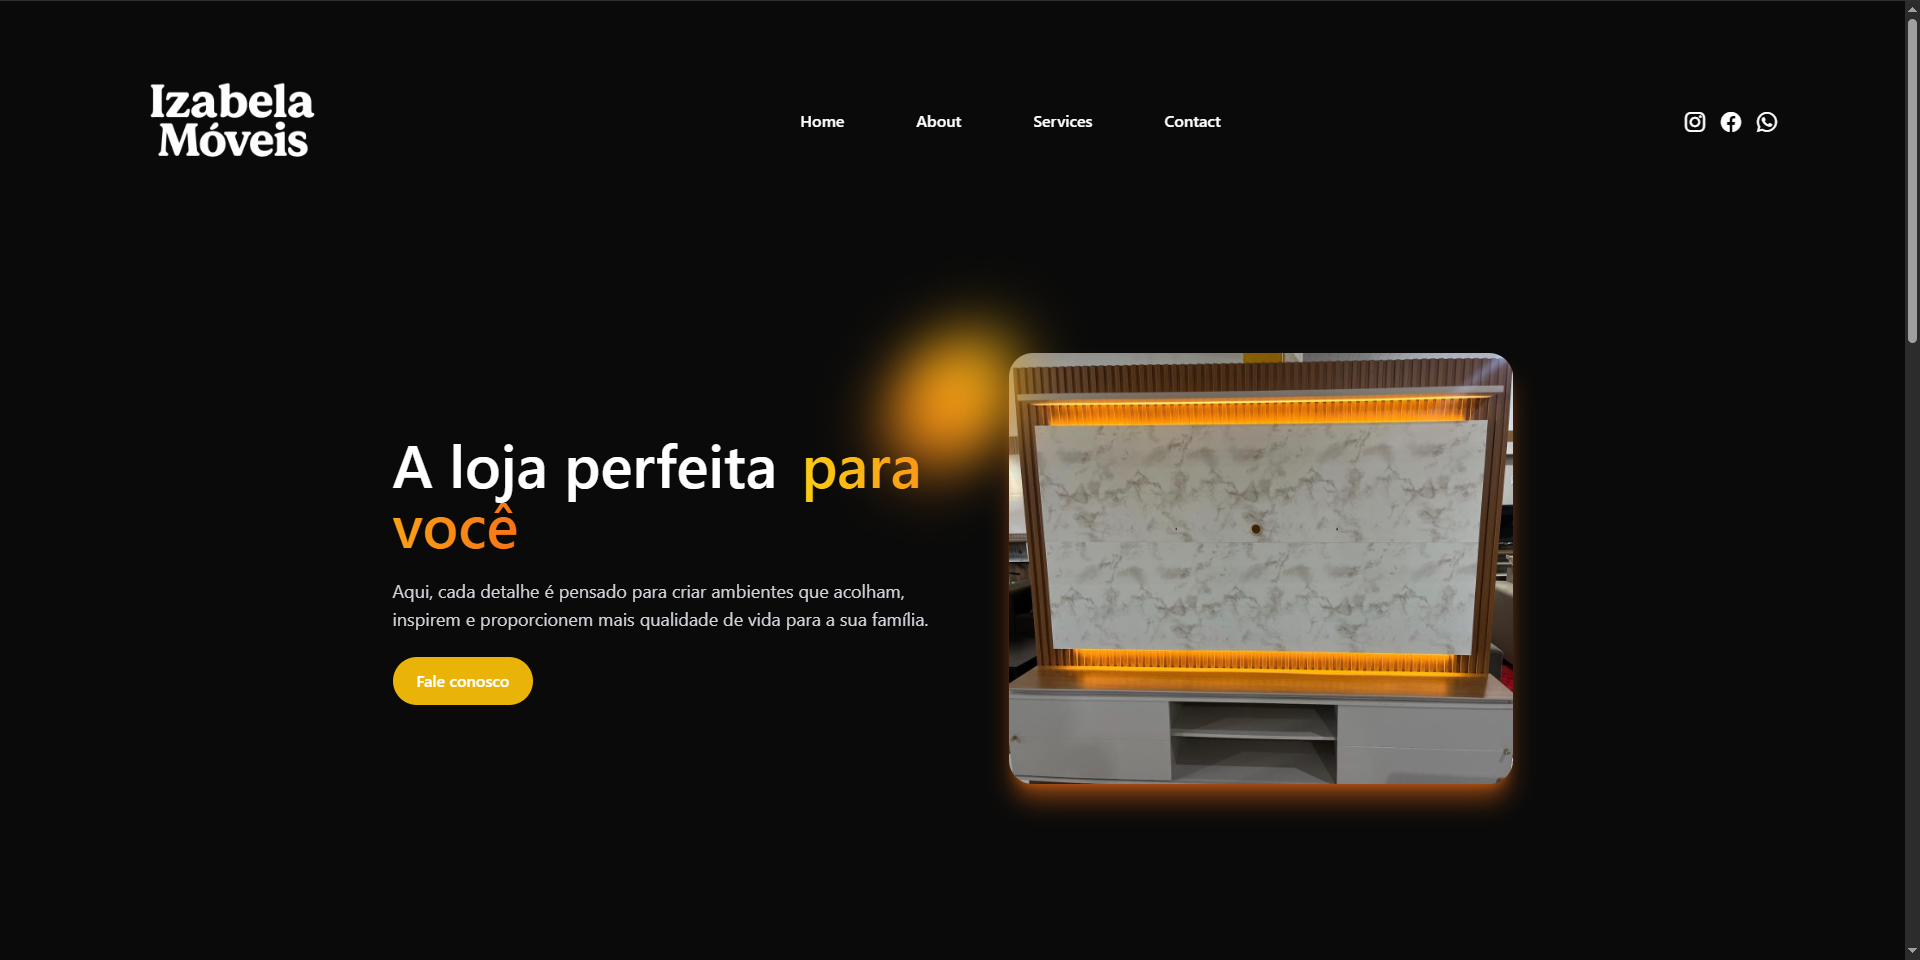 Izabela
Móveis
Home
About
Services
Contact
A loja perfeita para
você
Aqui, cada detalhe é pensado para criar ambientes que acolham,
inspirem e proporcionem mais qualidade de vida para a sua família.
Fale conosco